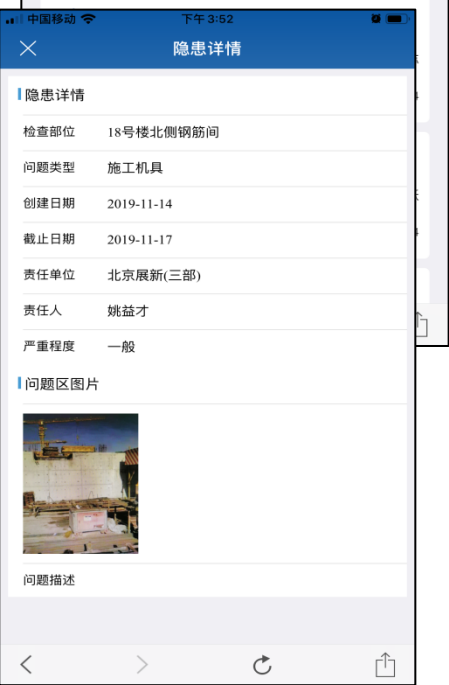 中国移动 下午 3:52
隐患详情
隐患详情
检查部位 18号楼北侧钢筋间
问题类型 施工机具
创建日期 2019-11-14
截止日期 2019-11-17
责任单位 北京展新(三部)
责任人 姚益才
严重程度 一般
问题区图片
问题描述